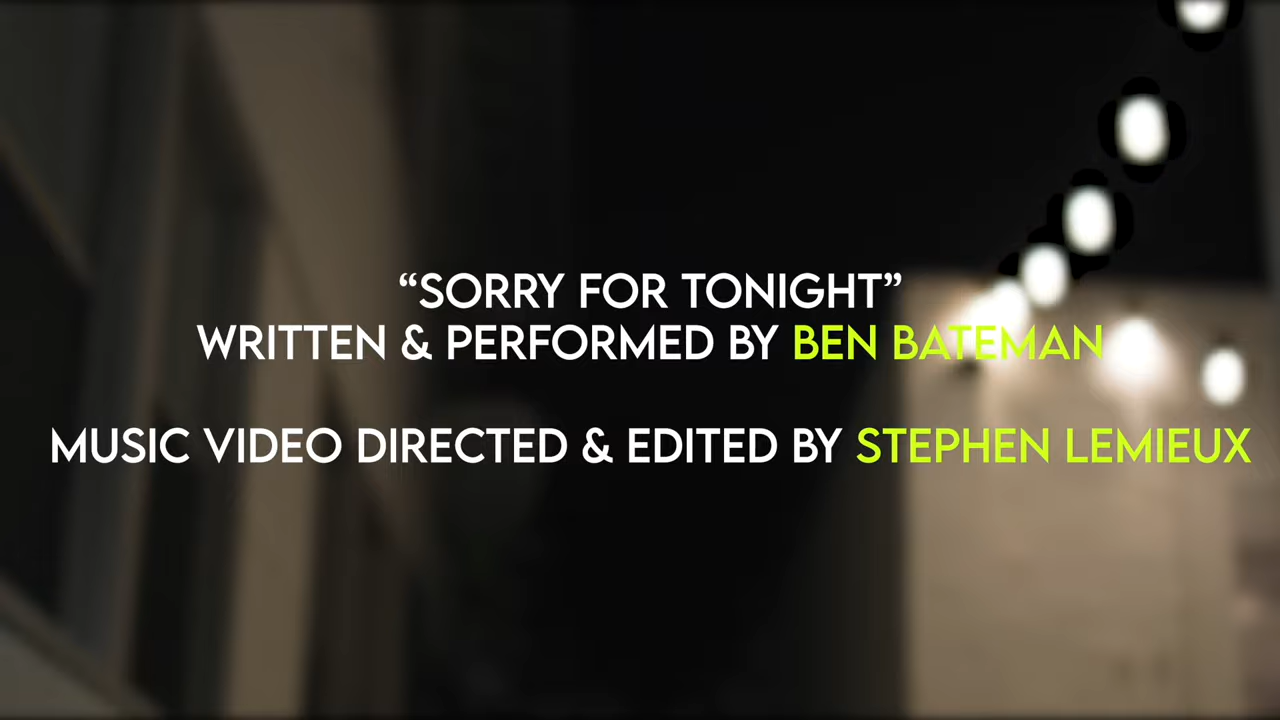 “SORRY FOR TONIGHT”
WRITTEN & PERFORMED BY BEN BATEMAN
MUSIC VIDEO DIRECTED & EDITED BY STEPHEN LEMIEUX